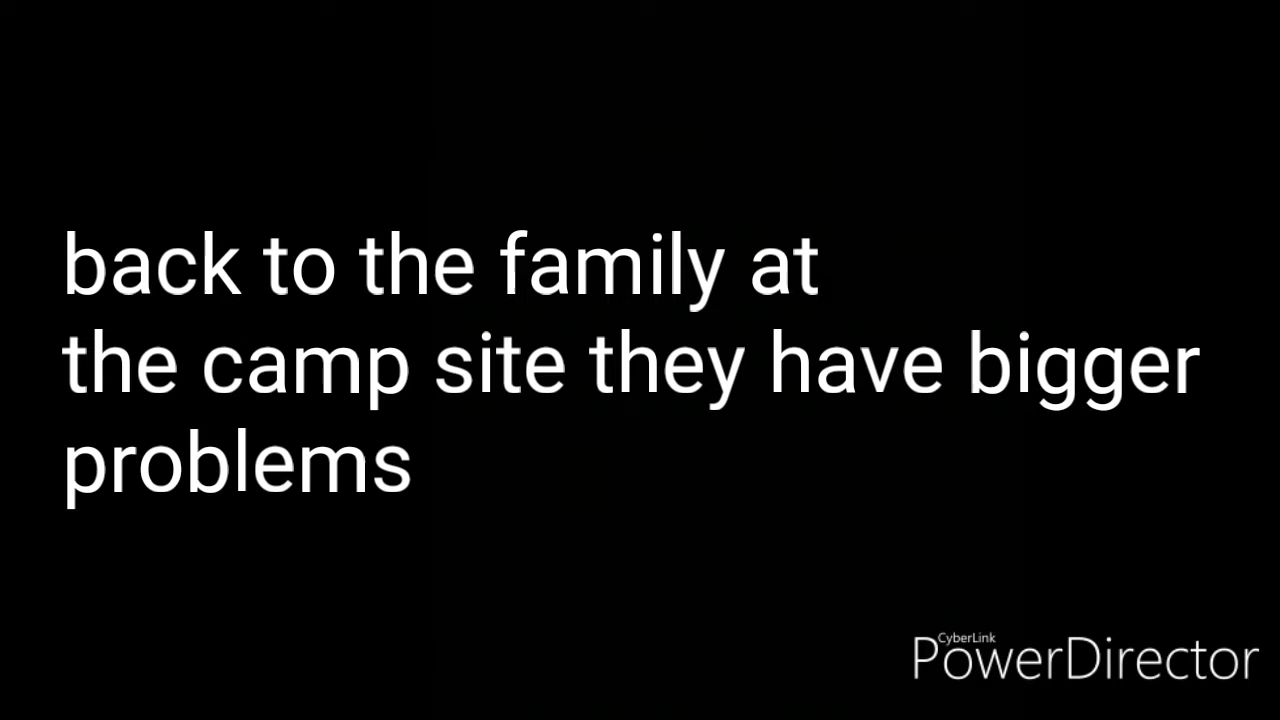 back to the family at
the camp site they have bigger
problems
CyberLink
PowerDirector